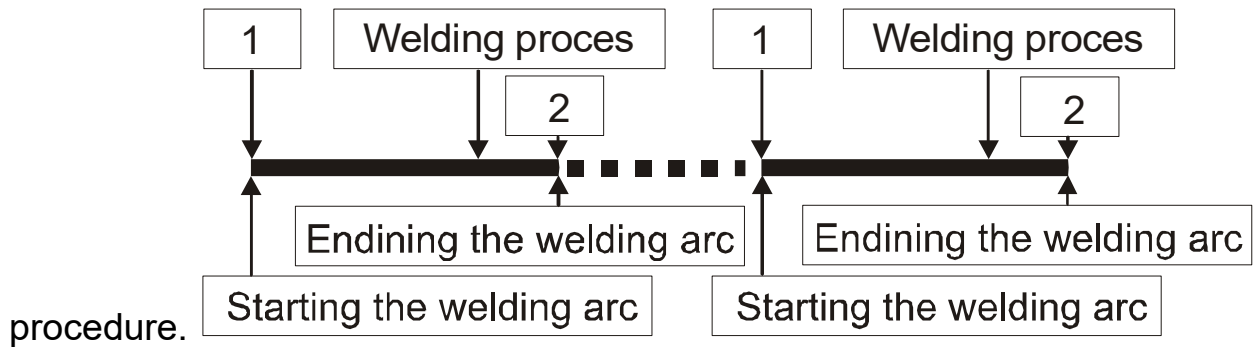 1 Welding proces 1 Welding proces
2 2
Endining the welding arc Endining the welding arc
procedure. Starting the welding arc Starting the welding arc